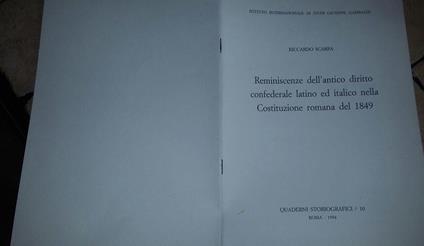 ISTITUTO INTERNAZIONALE DI STUDI GIUSEPPE GARIBALDI
RICCARDO SCARPA
Reminiscenze dell'antico diritto
confederale latino ed italico nella
Costituzione romana del 1849
QUADERNI STORIOGRAFICI / 10
ROMA - 1994